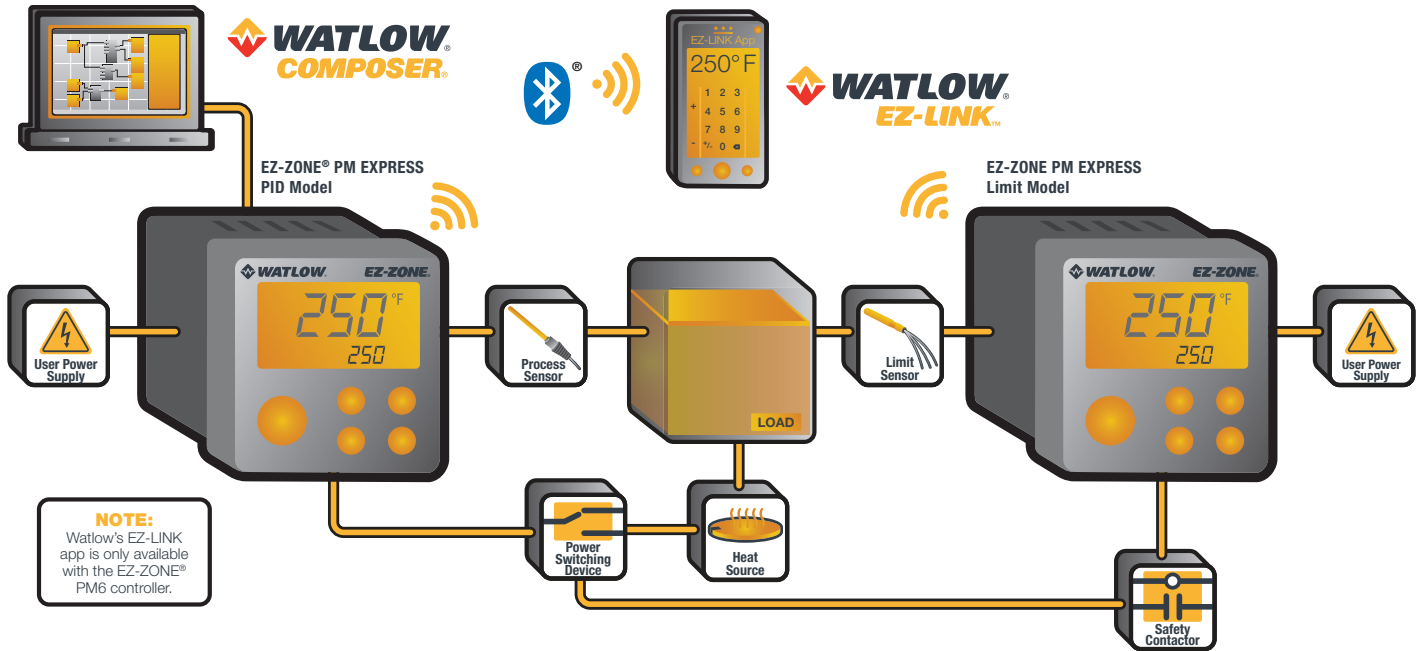 WATLOW®
COMPOSER®
®
EZ-LINK App
250°F
1 2 3
+ 4 5 6
7 8 9
- +/- 0
WATLOW®
EZ-LINK™
EZ-ZONE® PM EXPRESS
PID Model
EZ-ZONE PM EXPRESS
Limit Model
WATLOW. EZ-ZONE®
250 °F
250
WATLOW. EZ-ZONE®
250 °F
250
User Power
Supply
Process
Sensor
LOAD
Limit
Sensor
User Power
Supply
NOTE:
Watlow's EZ-LINK
app is only available
with the EZ-ZONE®
PM6 controller.
Power
Switching
Device
Heat
Source
Safety
Contactor